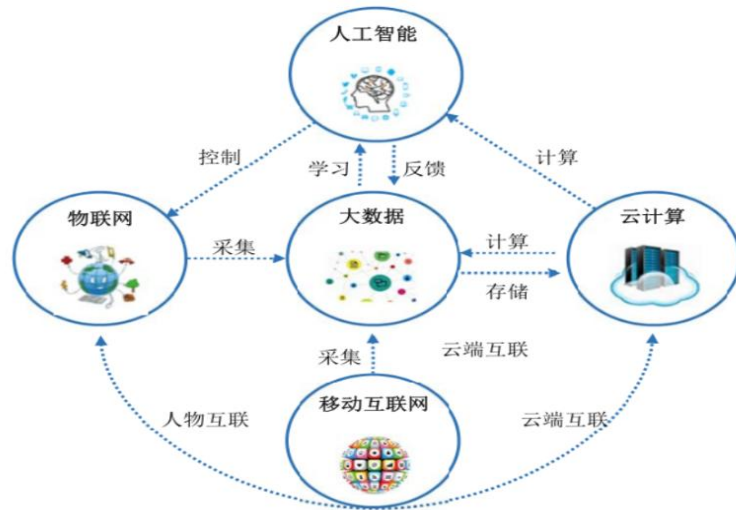 人工智能
控制
学习
反馈
计算
物联网
采集
大数据
计算
存储
云计算
采集
云端互联
人物互联
移动互联网
云端互联